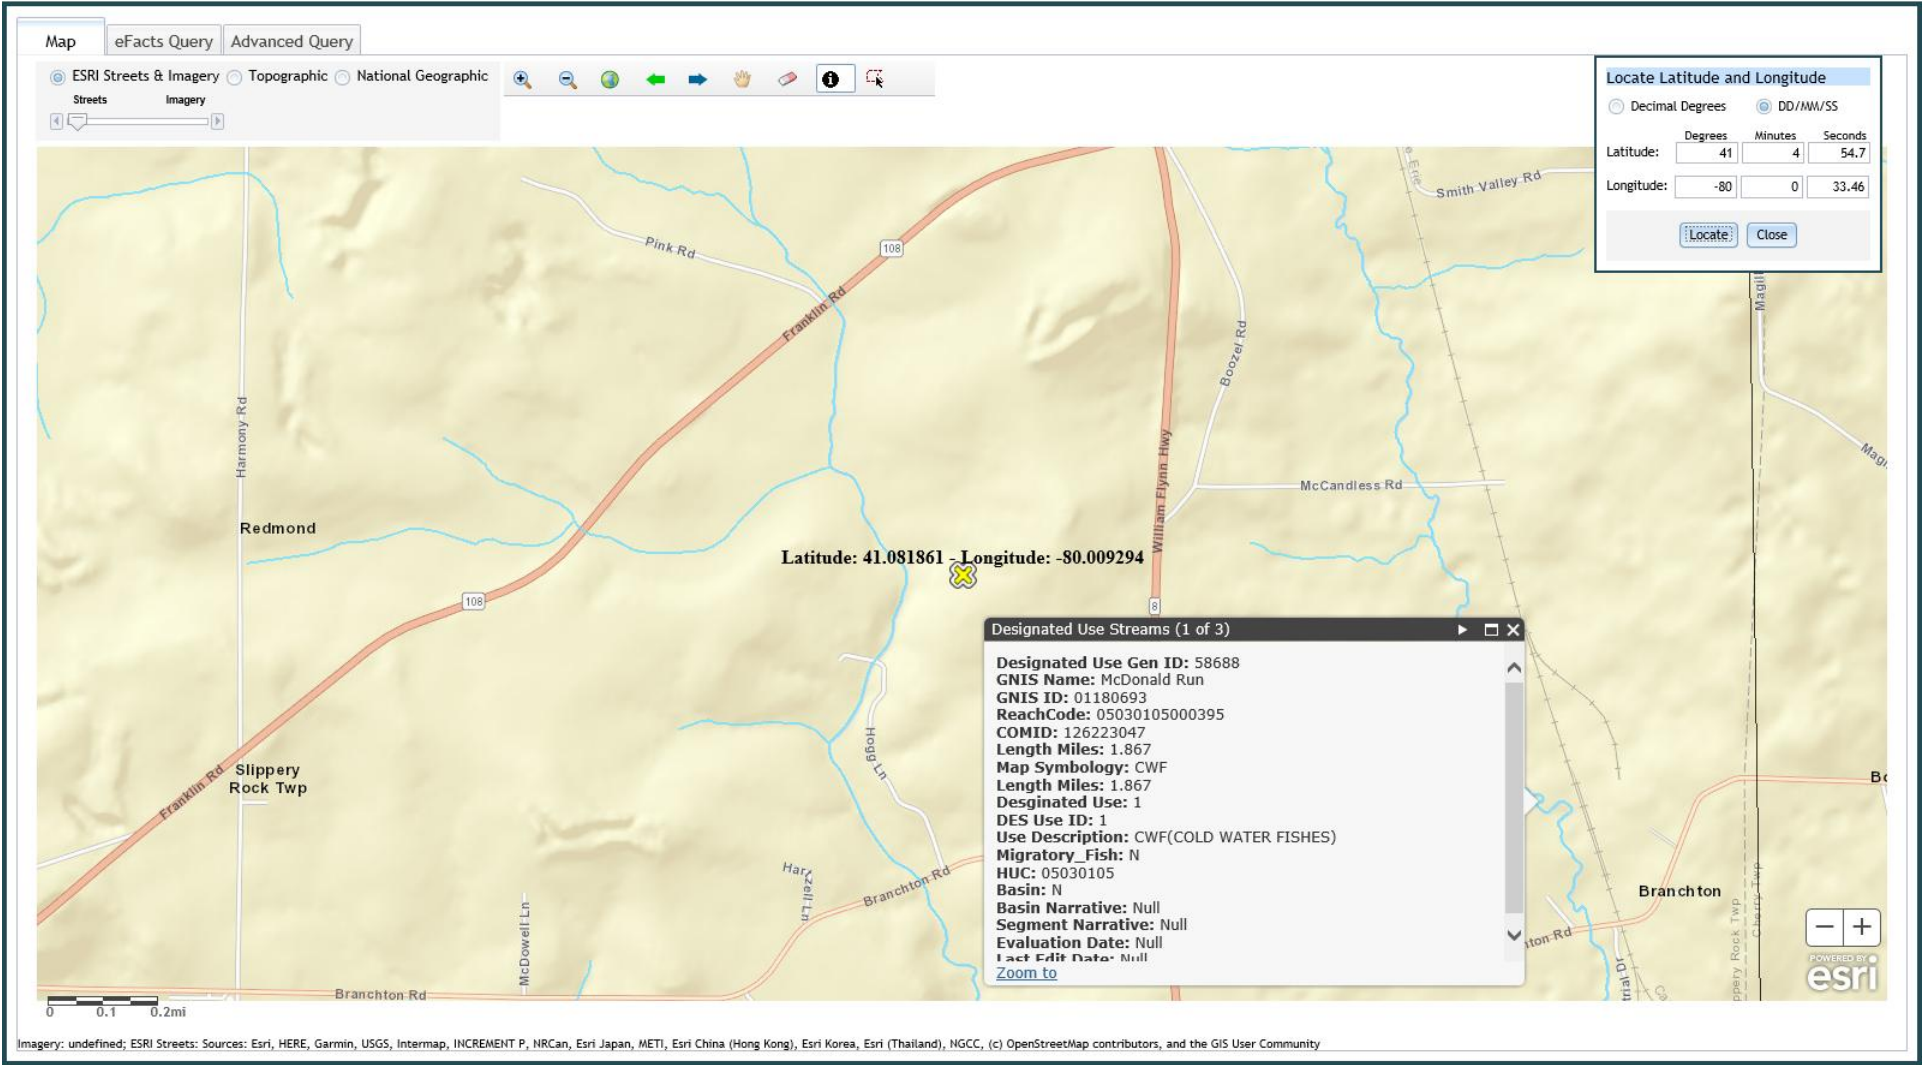 Map
eFacts Query
Advanced Query
ESRI Streets & Imagery
Topographic
National Geographic
Streets
Imagery
Locate Latitude and Longitude
Decimal Degrees
DD/MM/SS
Degrees Minutes Seconds
Latitude: 41 4 54.7
Longitude: -80 0 33.46
Locate
Close
Smith Valley Rd
Pink Rd
108
Franklin Rd
Boozel Rd
Harmony Rd
William Flynn Hwy
McCandless Rd
Redmond
Latitude: 41.081861 - Longitude: -80.009294
108
8
Designated Use Streams (1 of 3)
Designated Use Gen ID: 58688
GNIS Name: McDonald Run
GNIS ID: 01180693
ReachCode: 05030105000395
COMID: 126223047
Length Miles: 1.867
Map Symbology: CWF
Length Miles: 1.867
Desginated Use: 1
DES Use ID: 1
Use Description: CWF(COLD WATER FISHES)
Migratory_Fish: N
HUC: 05030105
Basin: N
Basin Narrative: Null
Segment Narrative: Null
Evaluation Date: Null
Last Edit Date: Null
Zoom to
Hogg Ln
Slippery
Rock Twp
Franklin Rd
Branchton Rd
McDowell Ln
Branchton
Cherry Twp
Branchton Rd
POWERED BY
esri
0 0.1 0.2mi
Imagery: undefined; ESRI Streets: Sources: Esri, HERE, Garmin, USGS, Intermap, INCREMENT P, NRCan, Esri Japan, METI, Esri China (Hong Kong), Esri Korea, Esri (Thailand), NGCC, (c) OpenStreetMap contributors, and the GIS User Community